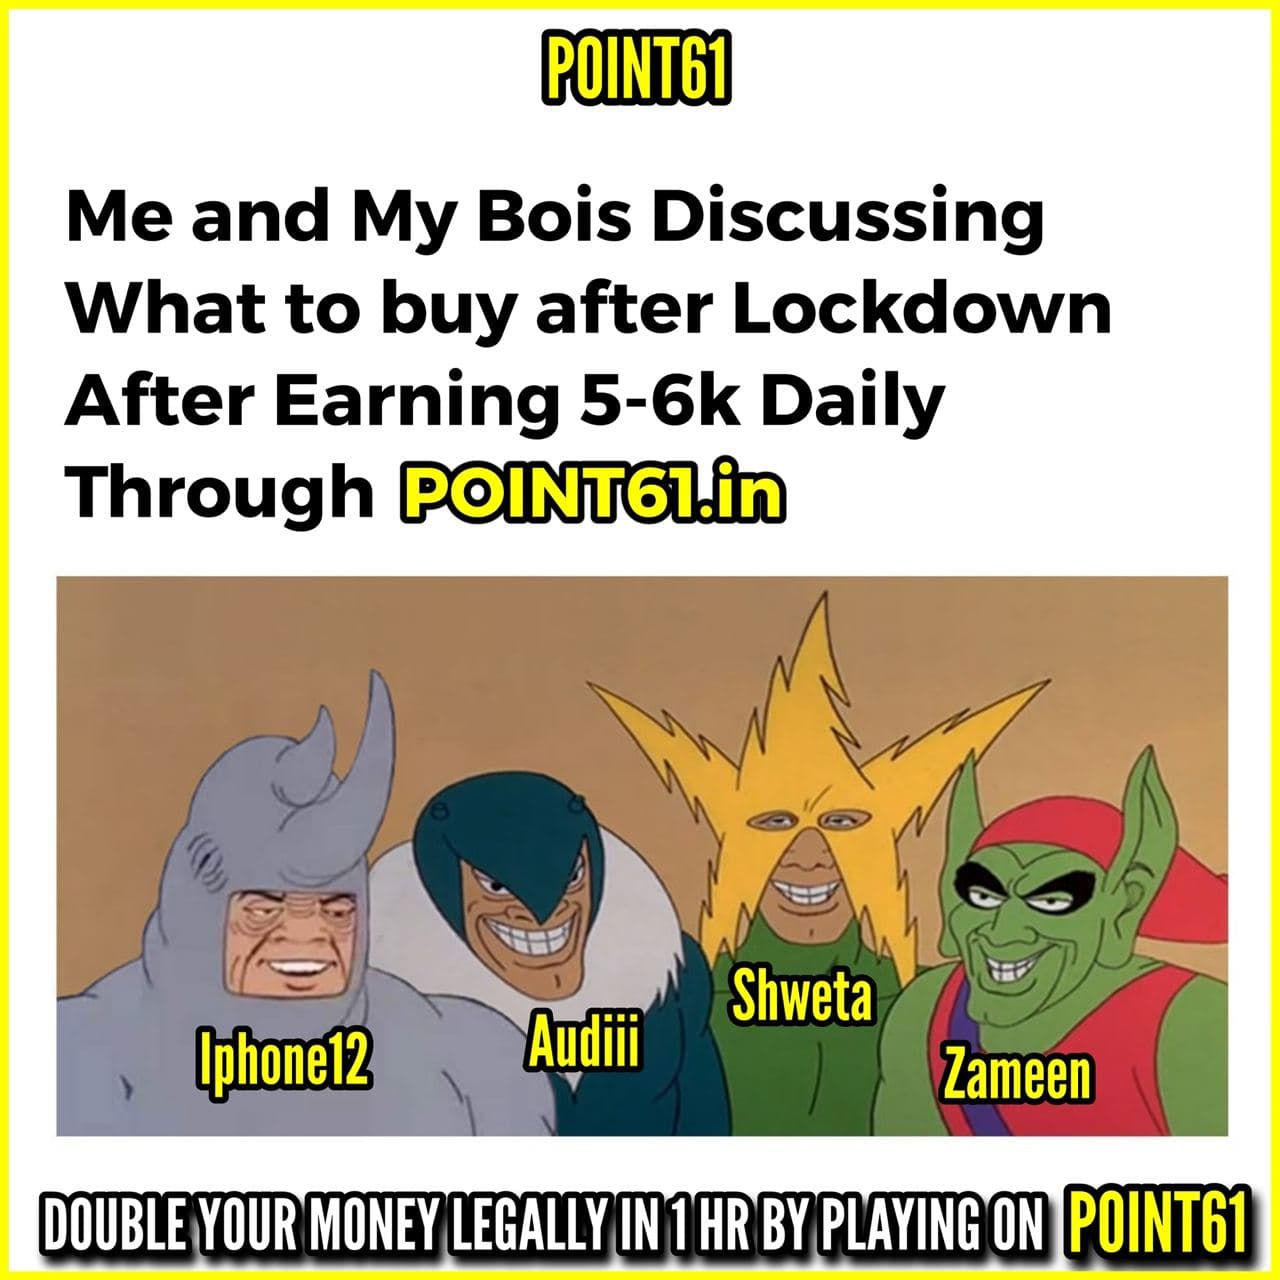 POINT61
Me and My Bois Discussing
What to buy after Lockdown
After Earning 5-6k Daily
Through POINT61.in
Iphone12
Audiii
Shweta
Zameen
DOUBLE YOUR MONEY LEGALLY IN 1 HR BY PLAYING ON POINT61